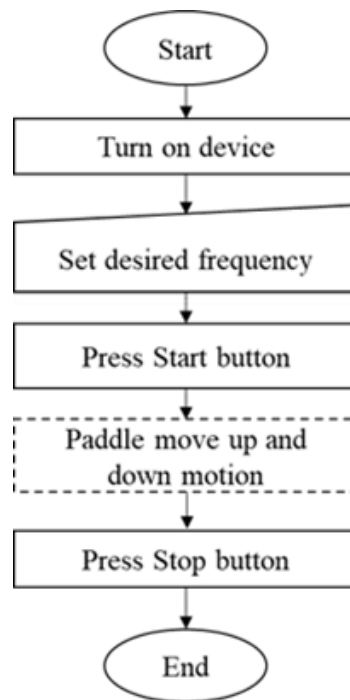 Start
Turn on device
Set desired frequency
Press Start button
Paddle move up and
down motion
Press Stop button
End